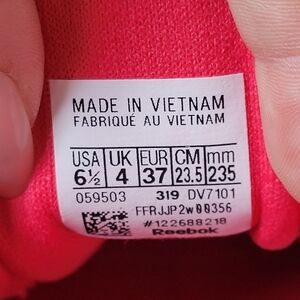 MADE IN VIETNAM
FABRIQUÉ AU VIETNAM
USA UK EUR CM mm
6½ 4 37 23.5 235
059503 319 DV7101
FFRJJP2W00356
#122688218
Reebok